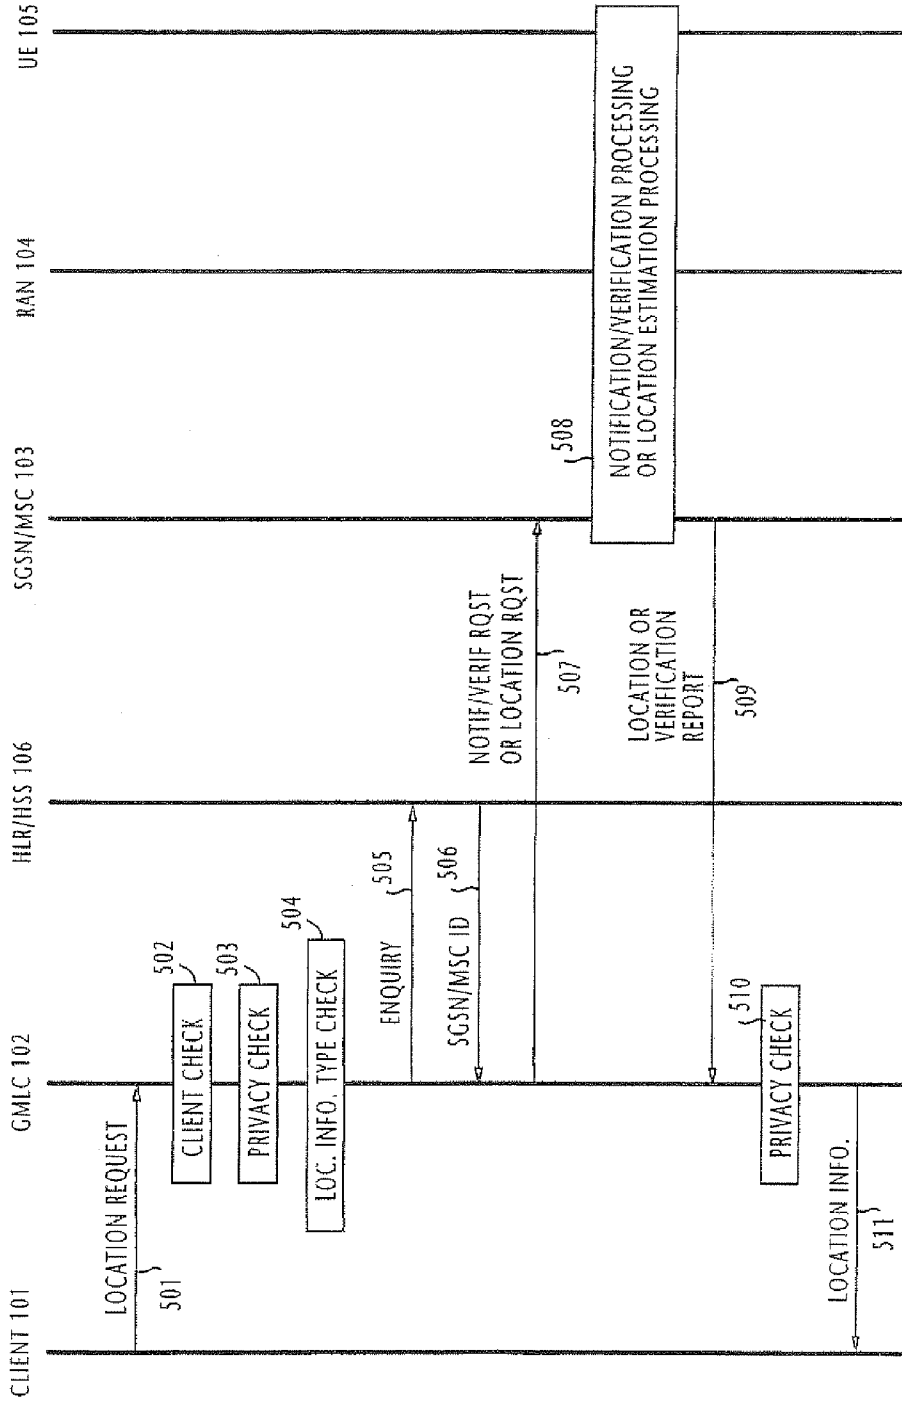 CLIENT 101
GMLC 102
HLR/HSS 106
SGSN/MSC 103
RAN 104
UE 105
LOCATION REQUEST
501
CLIENT CHECK
502
PRIVACY CHECK
503
LOC. INFO. TYPE CHECK
504
ENQUIRY
505
SGSN/MSC ID
506
NOTIF/VERIF RQST
OR LOCATION RQST
507
508
NOTIFICATION/VERIFICATION PROCESSING
OR LOCATION ESTIMATION PROCESSING
LOCATION OR
VERIFICATION
REPORT
509
PRIVACY CHECK
510
LOCATION INFO.
511